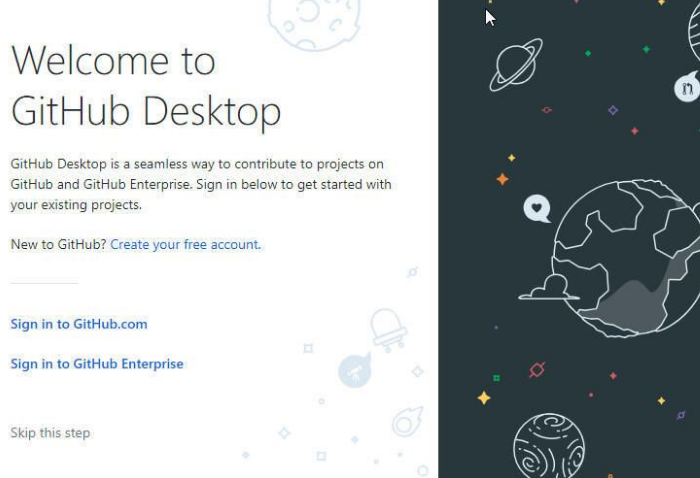 Welcome to
GitHub Desktop
GitHub Desktop is a seamless way to contribute to projects on
GitHub and GitHub Enterprise. Sign in below to get started with
your existing projects.
New to GitHub? Create your free account.
Sign in to GitHub.com
Sign in to GitHub Enterprise
Skip this step